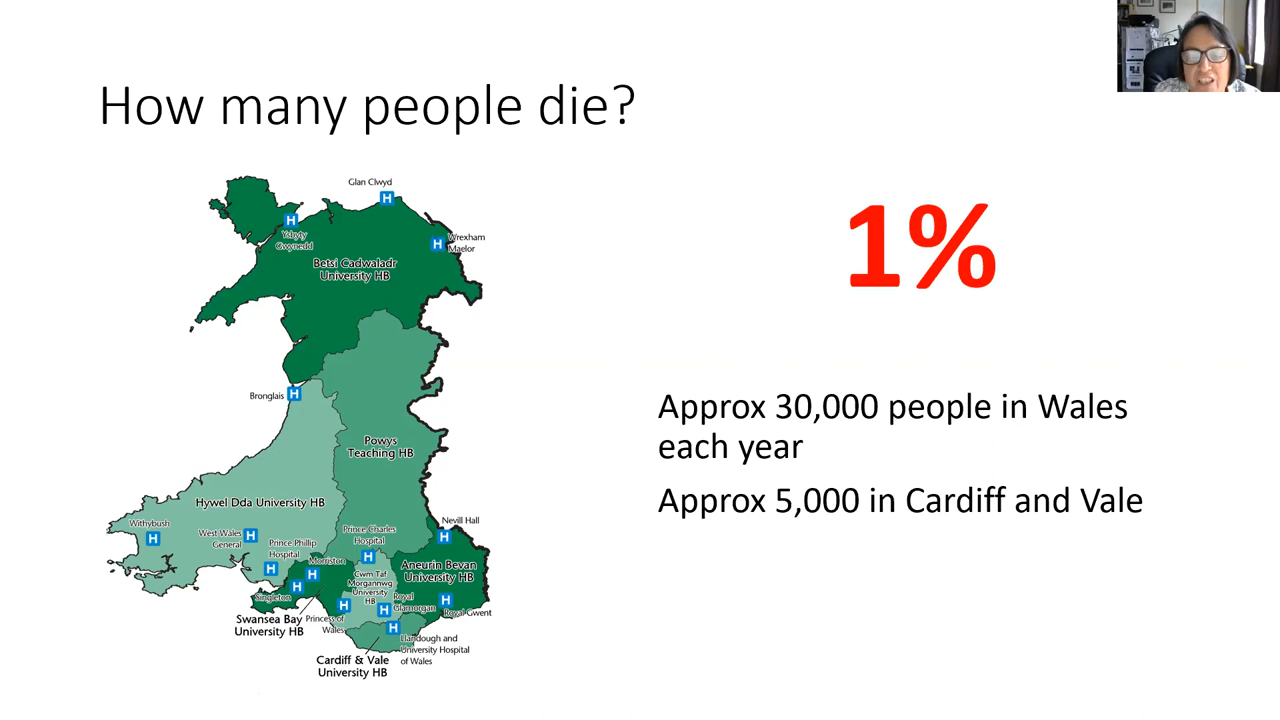 How many people die?
1%
Approx 30,000 people in Wales
each year
Approx 5,000 in Cardiff and Vale
Glan Clwyd
H
H
Ysbyty
Gwynedd
H
Wrexham
Maelor
Betsi Cadwaladr
University HB
Bronglais
H
Powys
Teaching HB
Hywel Dda University HB
Withybush
H
West Wales
General
H
Prince Phillip
Hospital
H
Morriston
H
Singleton
H
Swansea Bay
University HB
Prince Charles
Hospital
H
Nevill Hall
H
Aneurin Bevan
University HB
Cwm Taf
Morgannwg
University
HB
Royal
Glamorgan
H
H
Royal Gwent
H
Princess of
Wales
H
Llandough and
University Hospital
of Wales
Cardiff & Vale
University HB